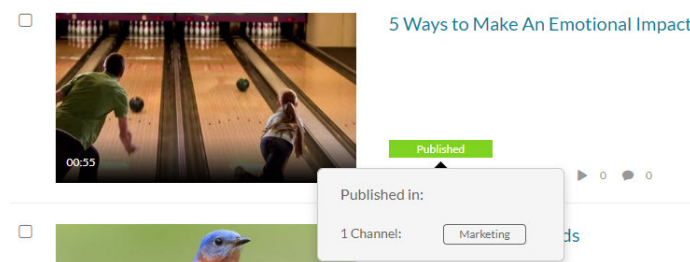 5 Ways to Make An Emotional Impact
00:55
Published
0 0
Published in:
1 Channel: Marketing
ds